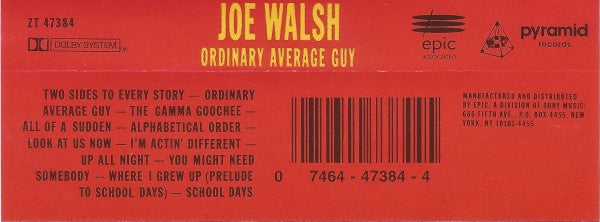 ZT 47384
DOLBY SYSTEM
JOE WALSH
ORDINARY AVERAGE GUY
epic
ASSOCIATED
pyramid
records
TWO SIDES TO EVERY STORY — ORDINARY
AVERAGE GUY — THE GAMMA GOOCHEE —
ALL OF A SUDDEN — ALPHABETICAL ORDER —
LOOK AT US NOW — I'M ACTIN' DIFFERENT —
UP ALL NIGHT — YOU MIGHT NEED
SOMEBODY — WHERE I GREW UP (PRELUDE
TO SCHOOL DAYS) — SCHOOL DAYS
0 7464 - 47384 - 4
MANUFACTURED AND DISTRIBUTED
BY EPIC, A DIVISION OF SONY MUSIC/
666 FIFTH AVE., P.O. BOX 4455, NEW
YORK, NY 10101-4455